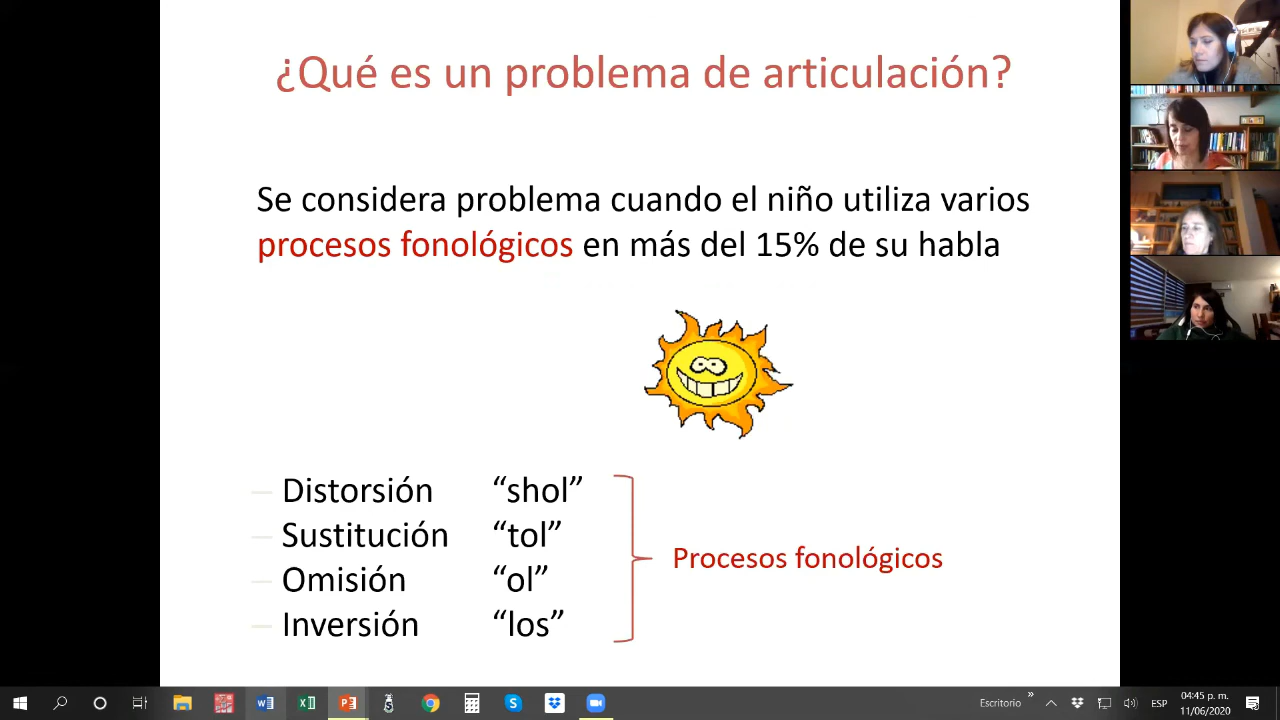 ¿Qué es un problema de articulación?
Se considera problema cuando el niño utiliza varios
procesos fonológicos en más del 15% de su habla
– Distorsión “shol”
– Sustitución “tol”
– Omisión “ol”
– Inversión “los”
Procesos fonológicos
Escritorio
ESP
04:45 p. m.
11/06/2020